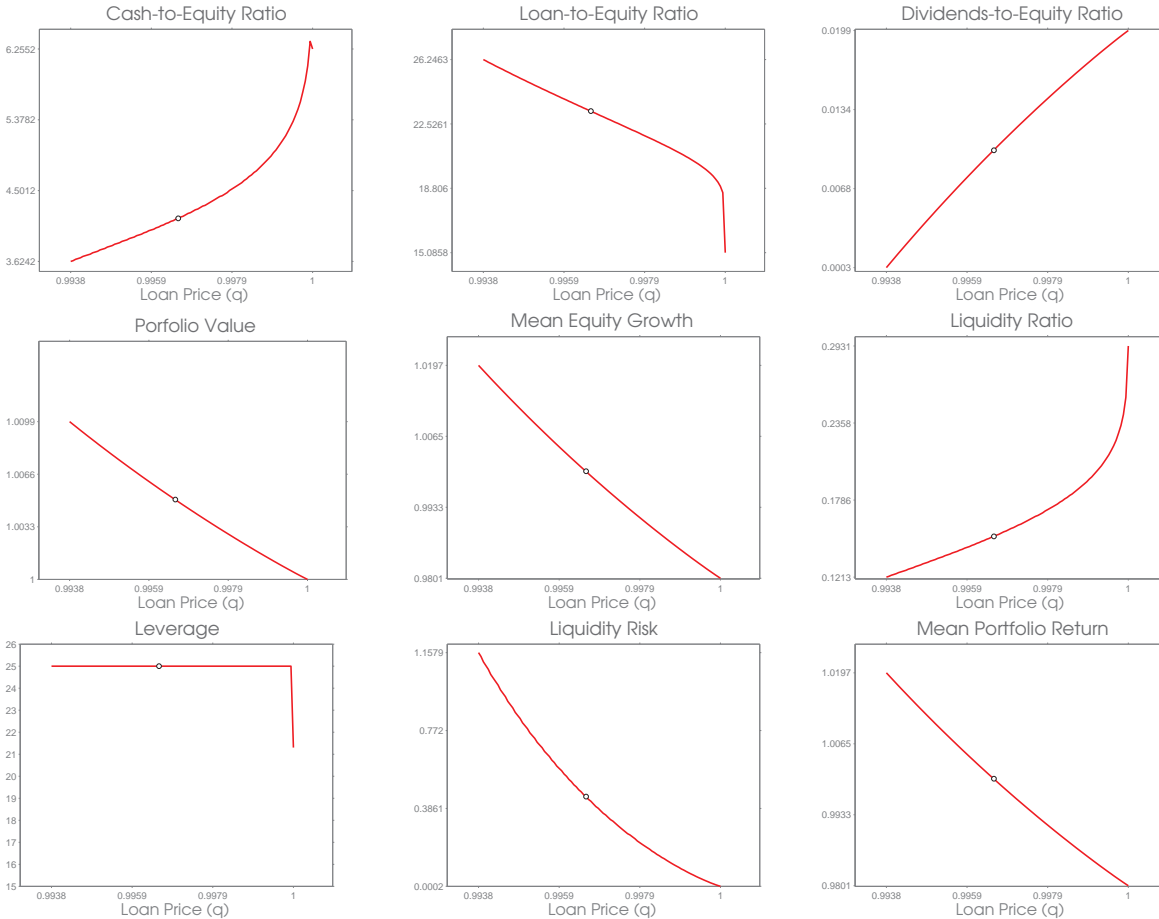 Cash-to-Equity Ratio
6.2552
5.3782
4.5012
3.6242
0.9938 0.9959 0.9979 1
Loan Price (q)
Loan-to-Equity Ratio
26.2463
22.5261
18.806
15.0858
0.9938 0.9959 0.9979 1
Loan Price (q)
Dividends-to-Equity Ratio
0.0199
0.0134
0.0068
0.0003
0.9938 0.9959 0.9979 1
Loan Price (q)
Porfolio Value
1.0099
1.0066
1.0033
1
0.9938 0.9959 0.9979 1
Loan Price (q)
Mean Equity Growth
1.0197
1.0065
0.9933
0.9801
0.9938 0.9959 0.9979 1
Loan Price (q)
Liquidity Ratio
0.2931
0.2358
0.1786
0.1213
0.9938 0.9959 0.9979 1
Loan Price (q)
Leverage
26
25
24
23
22
21
20
19
18
17
16
15
0.9938 0.9959 0.9979 1
Loan Price (q)
Liquidity Risk
1.1579
0.772
0.3861
0.0002
0.9938 0.9959 0.9979 1
Loan Price (q)
Mean Portfolio Return
1.0197
1.0065
0.9933
0.9801
0.9938 0.9959 0.9979 1
Loan Price (q)